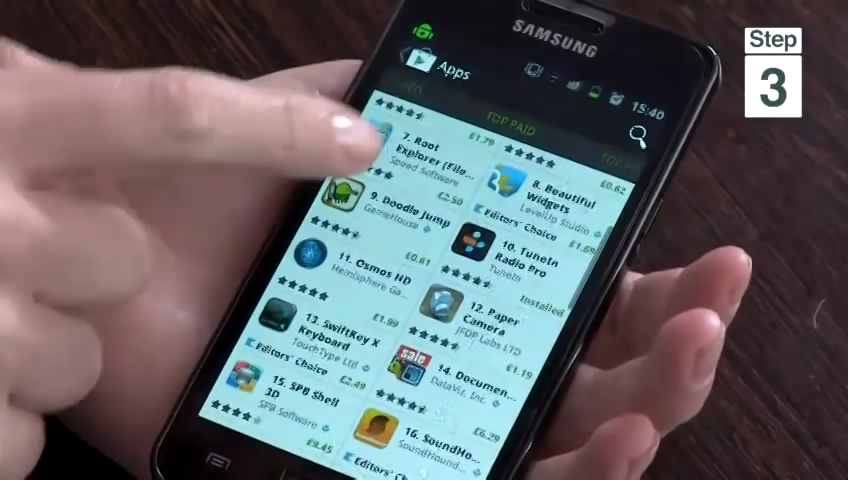 Step
3
SAMSUNG
15:40
Apps
TOP PAID
£1.79
7. Root
Explorer (File...
Speed Software
£0.62
8. Beautiful
Widgets
LevelUp Studio
Editors' Choice
£2.50
9. Doodle Jump
GameHouse
£1.69
10. TuneIn
Radio Pro
TuneIn
£0.61
11. Osmos HD
Hemisphere Ga...
Installed
12. Paper
Camera
JFDP Labs LTD
£1.99
13. SwiftKey X
Keyboard
TouchType Ltd
Editors' Choice
£1.19
14. Documen...
DataViz, Inc.
£2.49
15. SPB Shell
3D
SPB Software
£6.29
16. SoundHo...
SoundHound...
Editors' Ch
£9.45